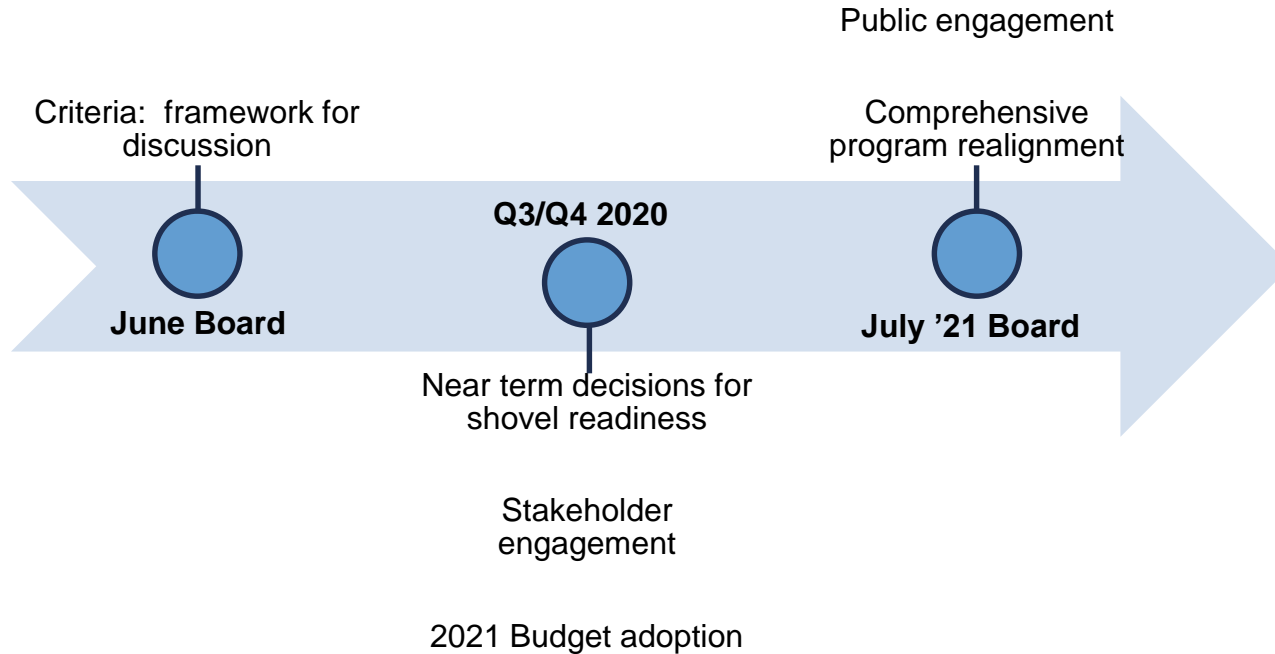 Public engagement
Criteria:  framework for
discussion
Comprehensive
program realignment
Q3/Q4 2020
June Board
July ’21 Board
Near term decisions for
shovel readiness
Stakeholder
engagement
2021 Budget adoption